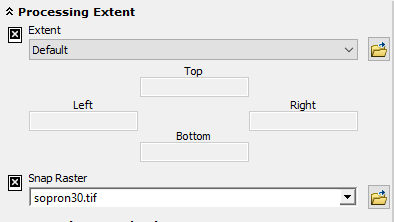 Processing Extent
Extent
Default
Top
Left
Right
Bottom
Snap Raster
sopron30.tif